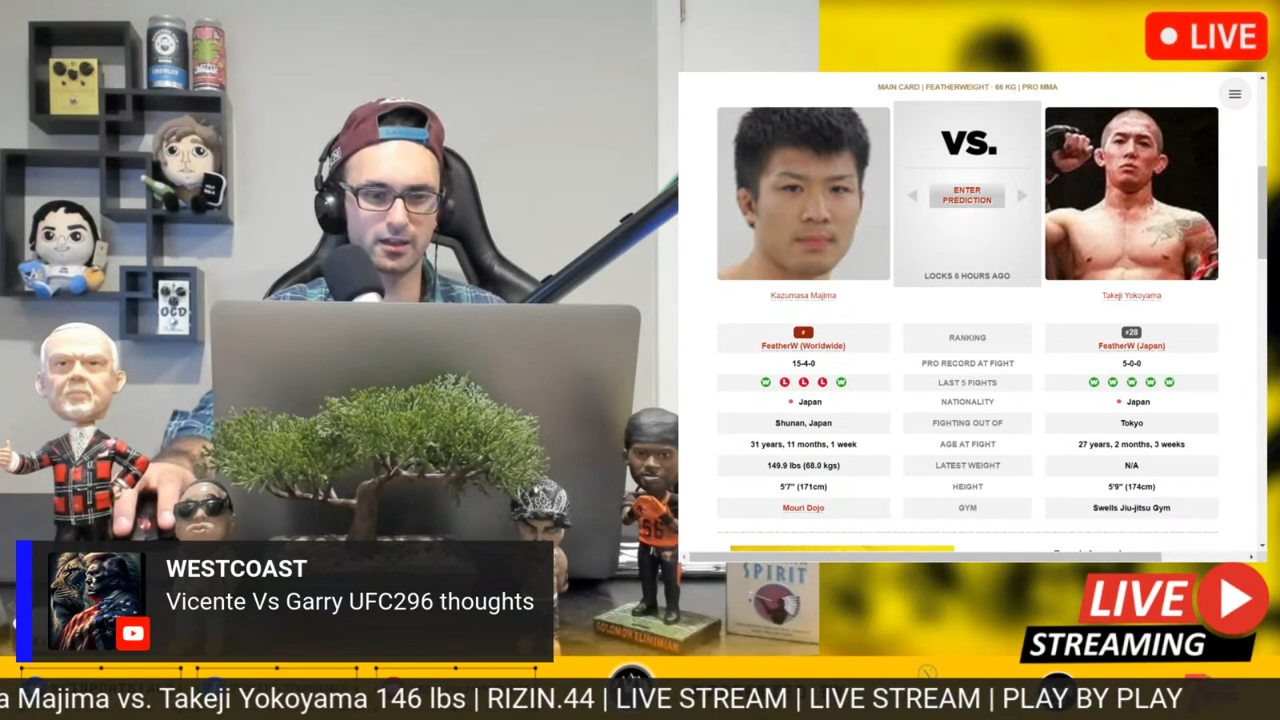 LIVE
MAIN CARD | FEATHERWEIGHT · 66 KG | PRO MMA
VS.
ENTER
PREDICTION
LOCKS 6 HOURS AGO
Kazumasa Majima
Takeji Yokoyama
#28
FeatherW (Worldwide)
RANKING
FeatherW (Japan)
15-4-0
PRO RECORD AT FIGHT
5-0-0
W L L L W
LAST 5 FIGHTS
W W W W W
Japan
NATIONALITY
Japan
Shunan, Japan
FIGHTING OUT OF
Tokyo
31 years, 11 months, 1 week
AGE AT FIGHT
27 years, 2 months, 3 weeks
149.9 lbs (68.0 kgs)
LATEST WEIGHT
N/A
5'7" (171cm)
HEIGHT
5'9" (174cm)
Mouri Dojo
GYM
Swells Jiu-jitsu Gym
OCD
56
SOLOMON ELIMIMIAN
SPIRIT
WESTCOAST
Vicente Vs Garry UFC296 thoughts
LIVE
STREAMING
a Majima vs. Takeji Yokoyama 146 lbs | RIZIN.44 | LIVE STREAM | LIVE STREAM | PLAY BY PLAY